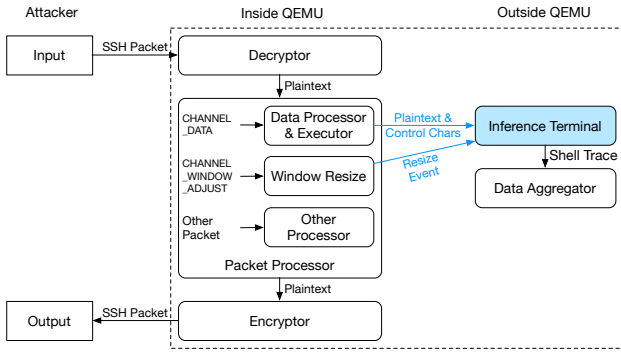 Attacker
Inside QEMU
Outside QEMU
Input
SSH Packet
Decryptor
Plaintext
CHANNEL
_DATA
Data Processor
& Executor
Plaintext &
Control Chars
Inference Terminal
CHANNEL
_WINDOW
_ADJUST
Window Resize
Resize
Event
Shell Trace
Data Aggregator
Other
Packet
Other
Processor
Packet Processor
Plaintext
Output
SSH Packet
Encryptor